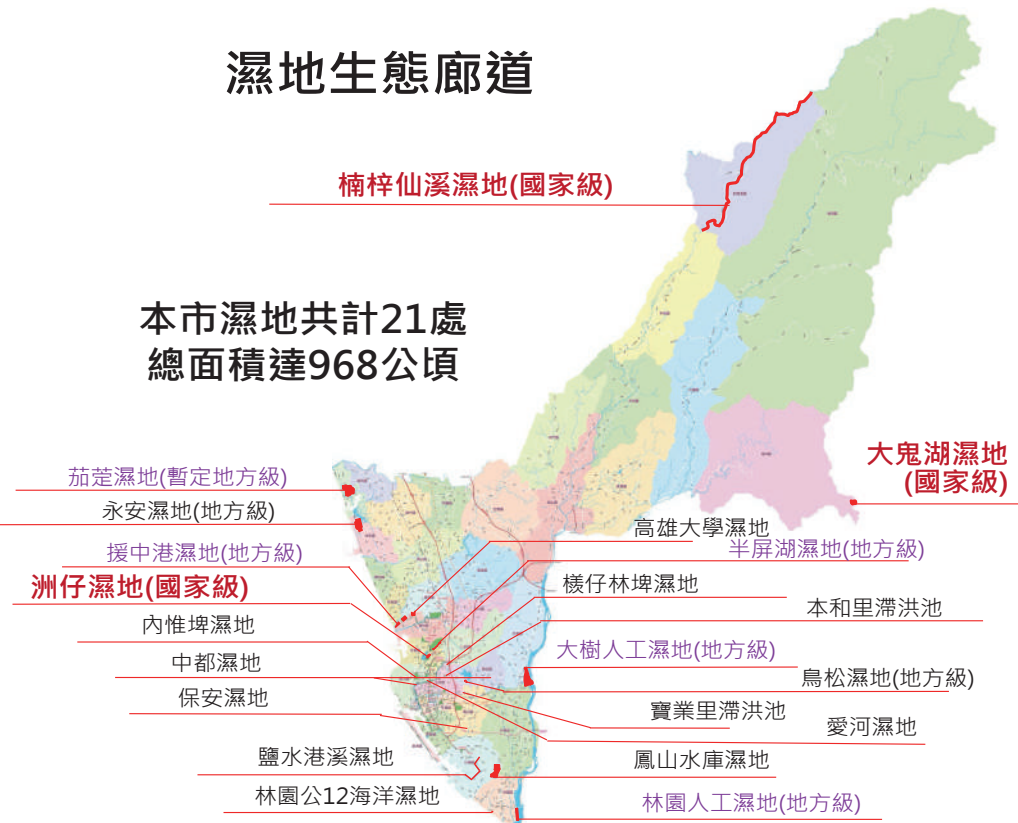 濕地生態廊道
楠梓仙溪濕地(國家級)
本市濕地共計21處
總面積達968公頃
大鬼湖濕地
(國家級)
茄萣濕地(暫定地方級)
永安濕地(地方級)
高雄大學濕地
援中港濕地(地方級)
半屏湖濕地(地方級)
洲仔濕地(國家級)
檨仔林埤濕地
本和里滯洪池
內惟埤濕地
大樹人工濕地(地方級)
中都濕地
鳥松濕地(地方級)
保安濕地
寶業里滯洪池
愛河濕地
鹽水港溪濕地
鳳山水庫濕地
林園公12海洋濕地
林園人工濕地(地方級)